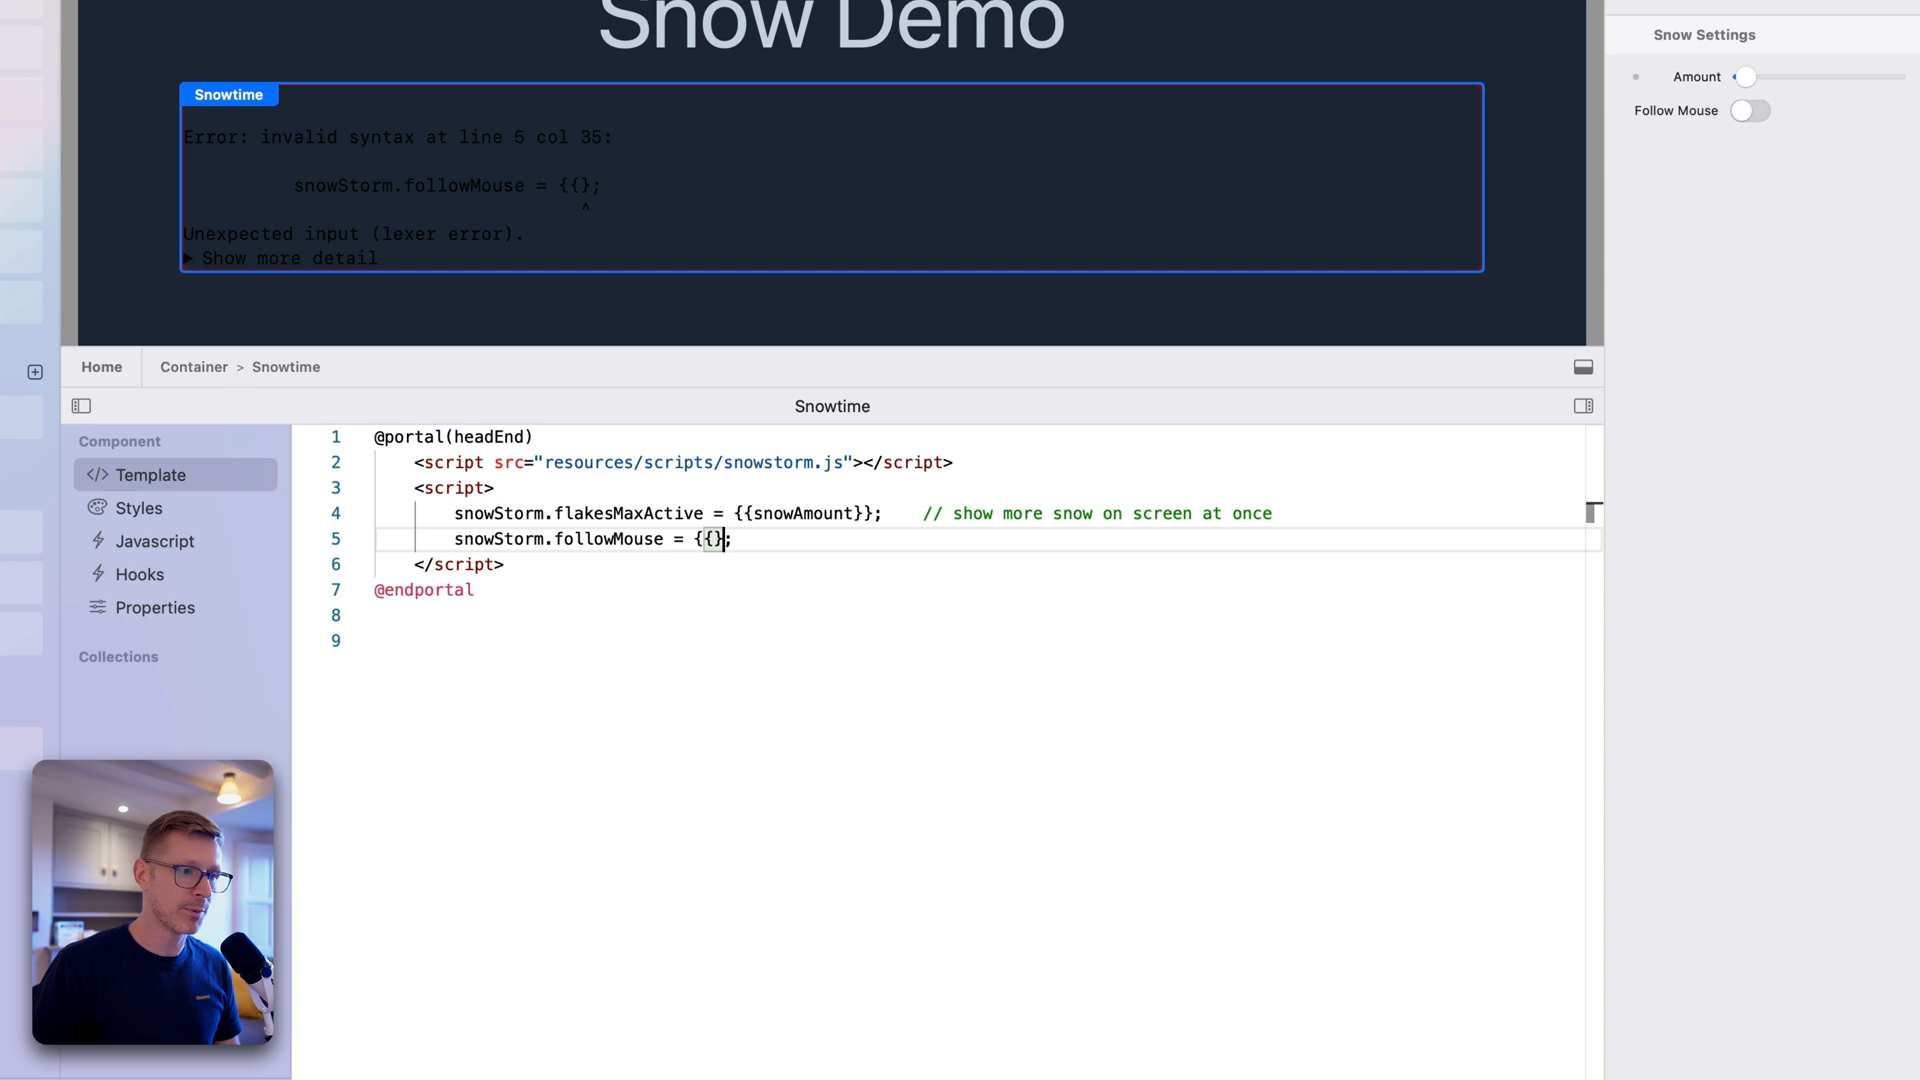 Snow Demo
Snowtime
Error: invalid syntax at line 5 col 35:
snowStorm.followMouse = {{};
^
Unexpected input (lexer error).
▶ Show more detail
Snow Settings
Amount
Follow Mouse
Home
Container > Snowtime
Snowtime
Component
</> Template
Styles
Javascript
Hooks
Properties
Collections
1 @portal(headEnd)
2 <script src="resources/scripts/snowstorm.js"></script>
3 <script>
4 snowStorm.flakesMaxActive = {{snowAmount}}; // show more snow on screen at once
5 snowStorm.followMouse = {{};
6 </script>
7 @endportal
8
9